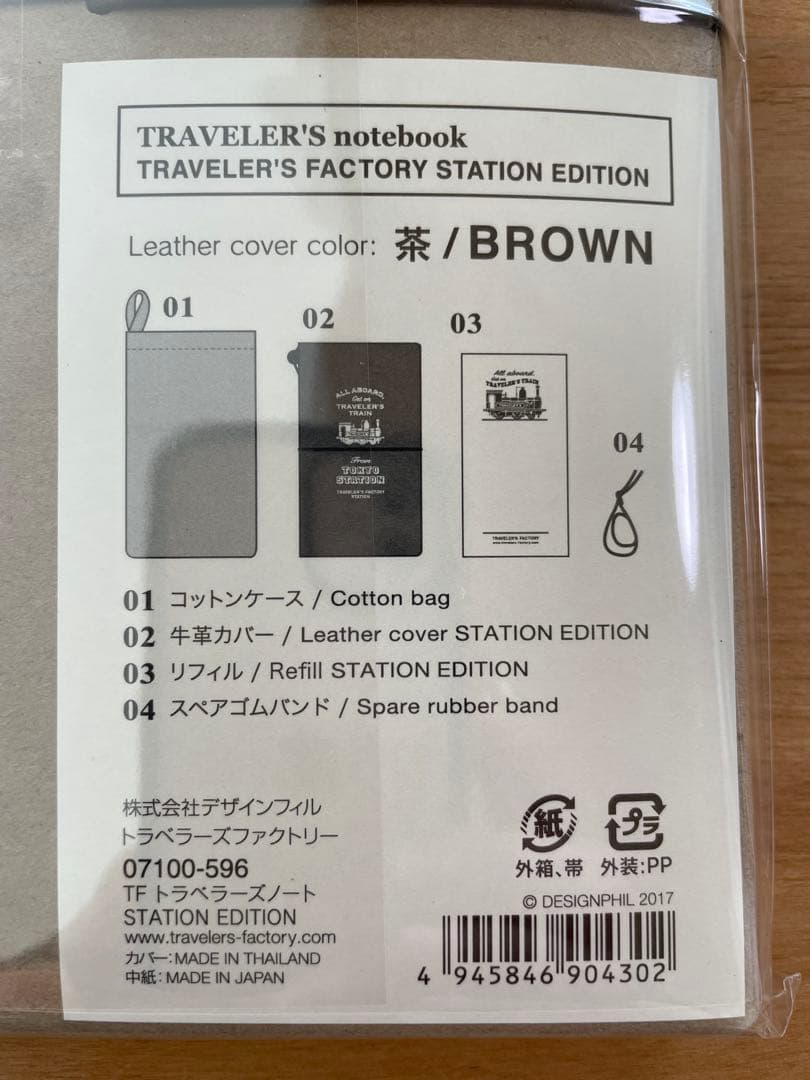 TRAVELER'S notebook
TRAVELER'S FACTORY STATION EDITION
Leather cover color: 茶 / BROWN
01
02
03
04
ALL ABOARD.
Get on
TRAVELER'S
TRAIN
From
TOKYO
STATION
TRAVELER'S FACTORY
STATION
All aboard.
Get on
TRAVELER'S TRAIN
TRAVELER'S FACTORY
www.travelers-factory.com
01 コットンケース / Cotton bag
02 牛革カバー / Leather cover STATION EDITION
03 リフィル / Refill STATION EDITION
04 スペアゴムバンド / Spare rubber band
株式会社デザインフィル
トラベラーズファクトリー
07100-596
TF トラベラーズノート
STATION EDITION
www.travelers-factory.com
カバー：MADE IN THAILAND
中紙：MADE IN JAPAN
紙
外箱、帯
プラ
外装:PP
© DESIGNPHIL 2017
4 945846 904302